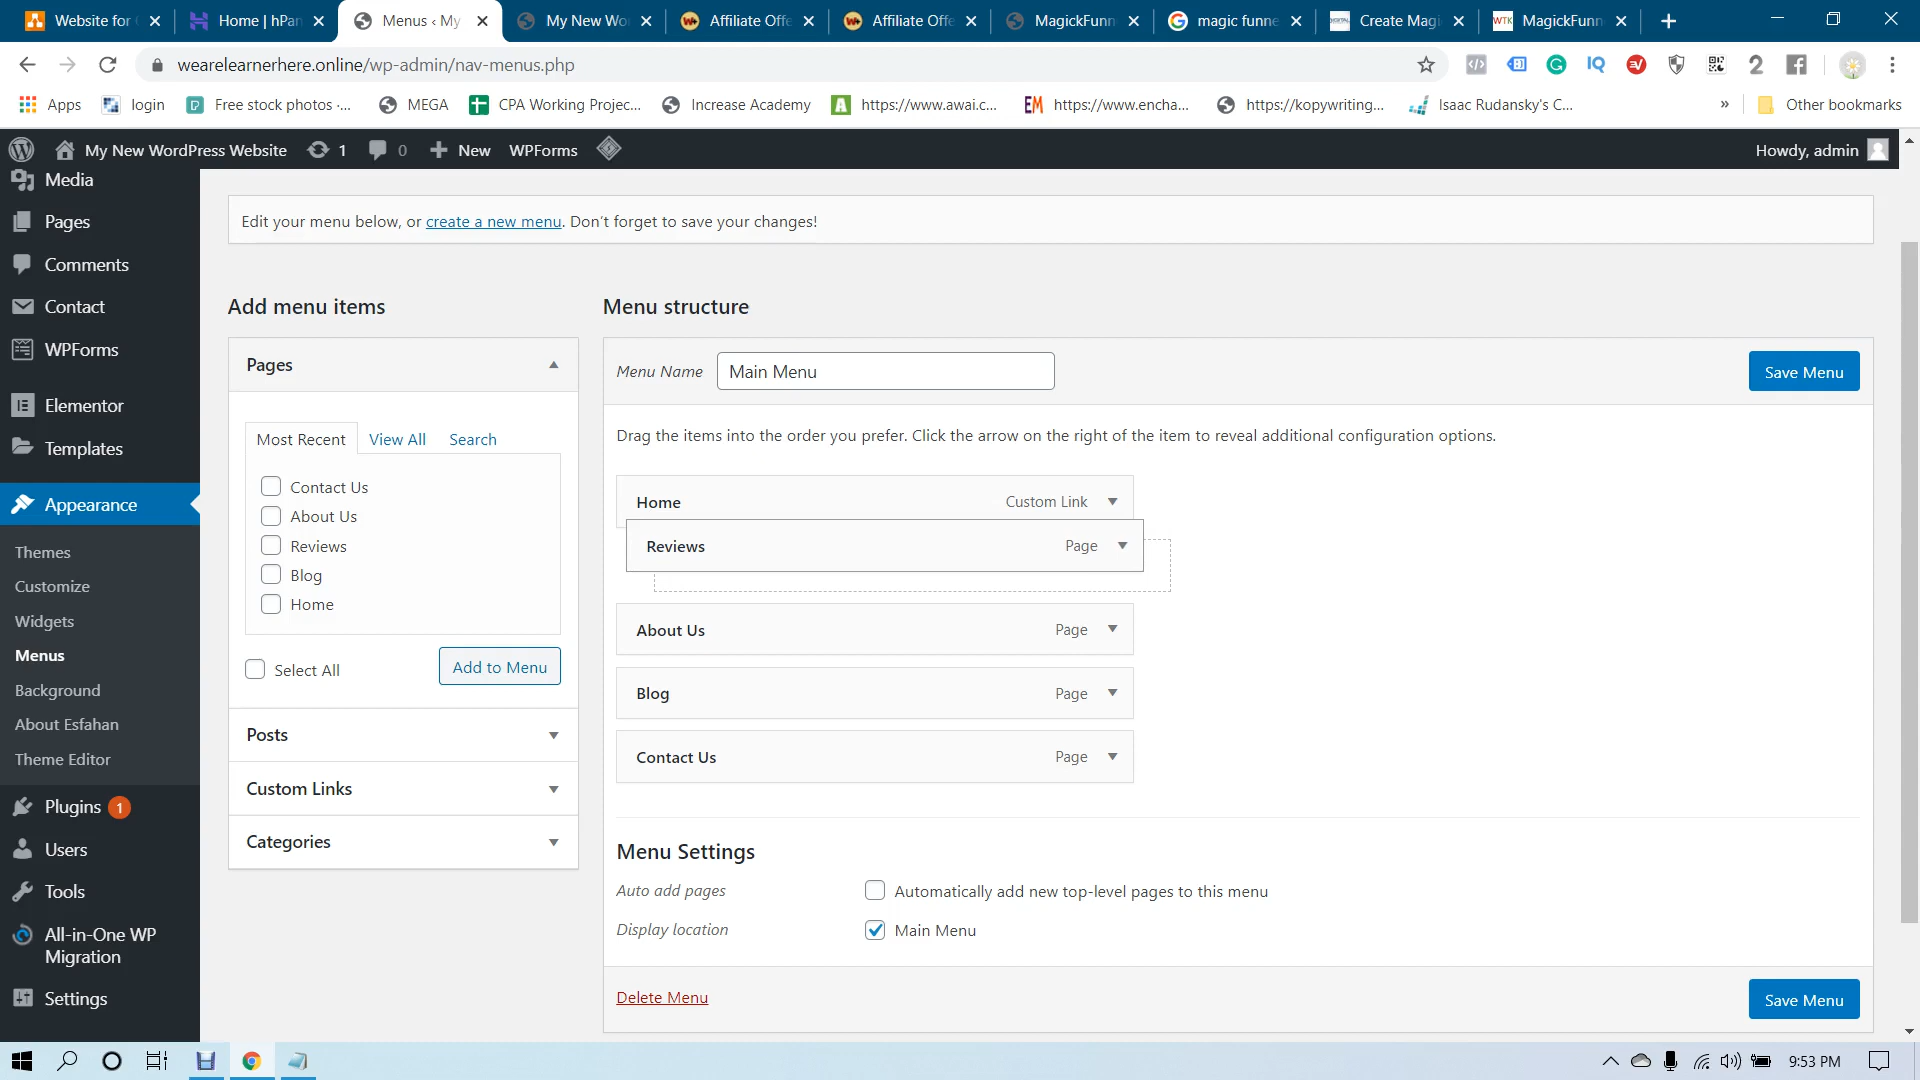 Website for
Home | hPan
Menus ‹ My
My New Wo
Affiliate Offe
Affiliate Offe
MagickFunn
magic funne
Create Magi
WTK MagickFunn
wearelearnerhere.online/wp-admin/nav-menus.php
Apps
login
Free stock photos ·...
MEGA
CPA Working Projec...
Increase Academy
https://www.awai.c...
EM https://www.encha...
https://kopywriting...
Isaac Rudansky's C...
»
Other bookmarks
My New WordPress Website
1
0
New
WPForms
Howdy, admin
Media
Pages
Comments
Contact
WPForms
Elementor
Templates
Appearance
Themes
Customize
Widgets
Menus
Background
About Esfahan
Theme Editor
Plugins 1
Users
Tools
All-in-One WP
Migration
Settings
Edit your menu below, or create a new menu. Don’t forget to save your changes!
Add menu items
Pages
Most Recent View All Search
Contact Us
About Us
Reviews
Blog
Home
Select All
Add to Menu
Posts
Custom Links
Categories
Menu structure
Menu Name Main Menu
Save Menu
Drag the items into the order you prefer. Click the arrow on the right of the item to reveal additional configuration options.
Home Custom Link
Reviews Page
About Us Page
Blog Page
Contact Us Page
Menu Settings
Auto add pages Automatically add new top-level pages to this menu
Display location Main Menu
Delete Menu
Save Menu
9:53 PM